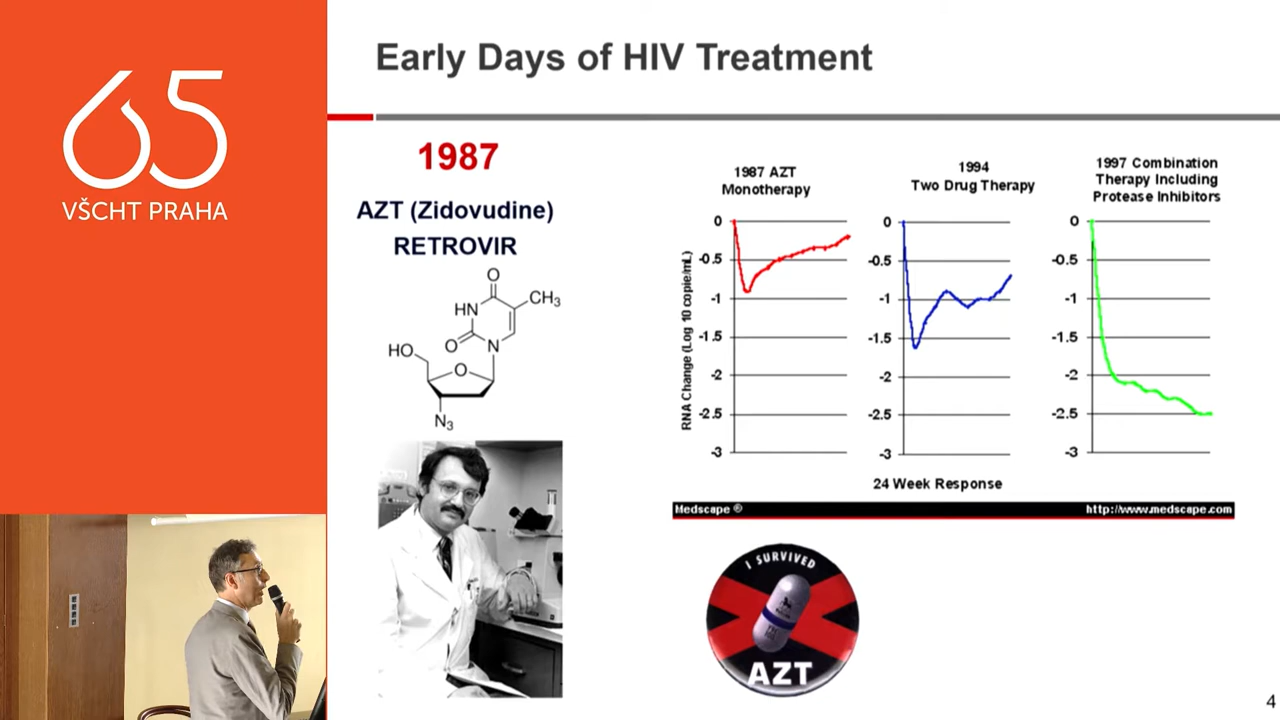 65
VŠCHT PRAHA
Early Days of HIV Treatment
1987
AZT (Zidovudine)
RETROVIR
O
NH
CH3
O
N
HO
O
N3
1987 AZT
Monotherapy
0
-0.5
-1
-1.5
-2
-2.5
-3
RNA Change (Log 10 copie/mL)
1994
Two Drug Therapy
0
-0.5
-1
-1.5
-2
-2.5
-3
1997 Combination
Therapy Including
Protease Inhibitors
0
-0.5
-1
-1.5
-2
-2.5
-3
24 Week Response
Medscape ®
http://www.medscape.com
I SURVIVED
AZT
4